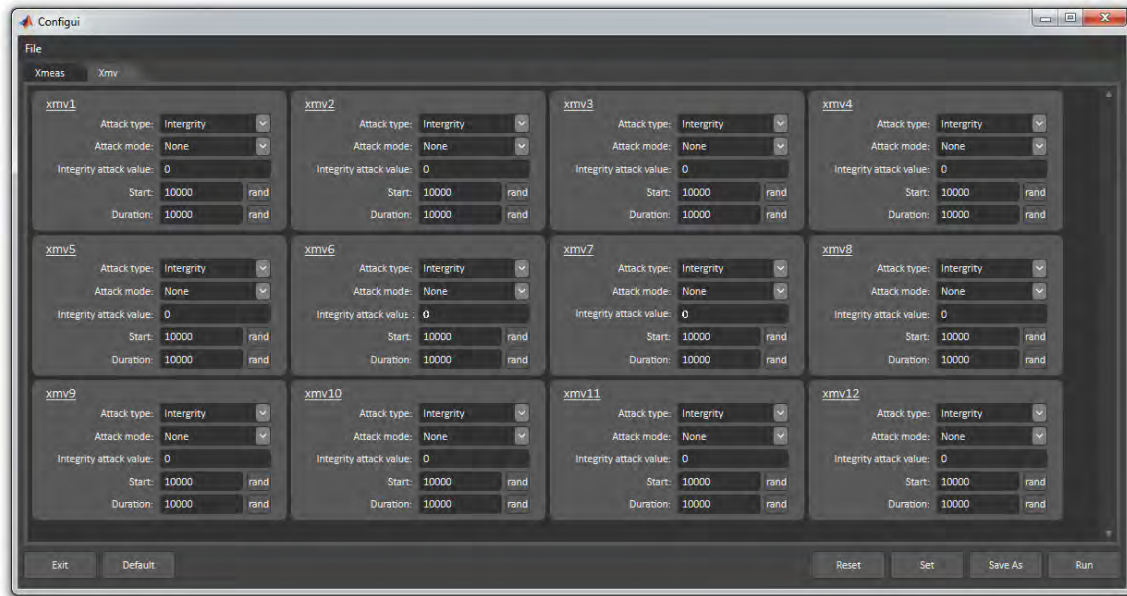 Configui
File
Xmeas Xmv
xmv1 xmv2 xmv3 xmv4
Attack type: Intergrity Attack type: Intergrity Attack type: Intergrity Attack type: Intergrity
Attack mode: None Attack mode: None Attack mode: None Attack mode: None
Integrity attack value: 0 Integrity attack value: 0 Integrity attack value: 0 Integrity attack value: 0
Start: 10000 rand Start: 10000 rand Start: 10000 rand Start: 10000 rand
Duration: 10000 rand Duration: 10000 rand Duration: 10000 rand Duration: 10000 rand
xmv5 xmv6 xmv7 xmv8
Attack type: Intergrity Attack type: Intergrity Attack type: Intergrity Attack type: Intergrity
Attack mode: None Attack mode: None Attack mode: None Attack mode: None
Integrity attack value: 0 Integrity attack value : 0 Integrity attack value: 0 Integrity attack value: 0
Start: 10000 rand Start: 10000 rand Start: 10000 rand Start: 10000 rand
Duration: 10000 rand Duration: 10000 rand Duration: 10000 rand Duration: 10000 rand
xmv9 xmv10 xmv11 xmv12
Attack type: Intergrity Attack type: Intergrity Attack type: Intergrity Attack type: Intergrity
Attack mode: None Attack mode: None Attack mode: None Attack mode: None
Integrity attack value: 0 Integrity attack value: 0 Integrity attack value: 0 Integrity attack value: 0
Start: 10000 rand Start: 10000 rand Start: 10000 rand Start: 10000 rand
Duration: 10000 rand Duration: 10000 rand Duration: 10000 rand Duration: 10000 rand
Exit Default Reset Set Save As Run